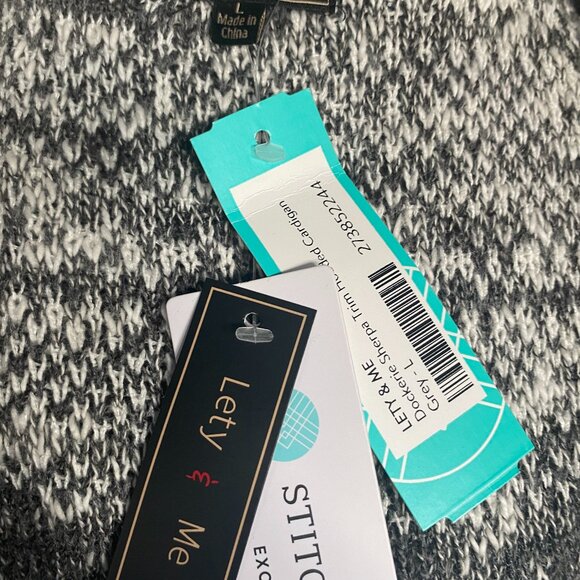 L
Made in
China
LETY & ME
Dockerie Sherpa Trim Hooded Cardigan
Grey - L
273852244
Lety & Me
STITC
EXC